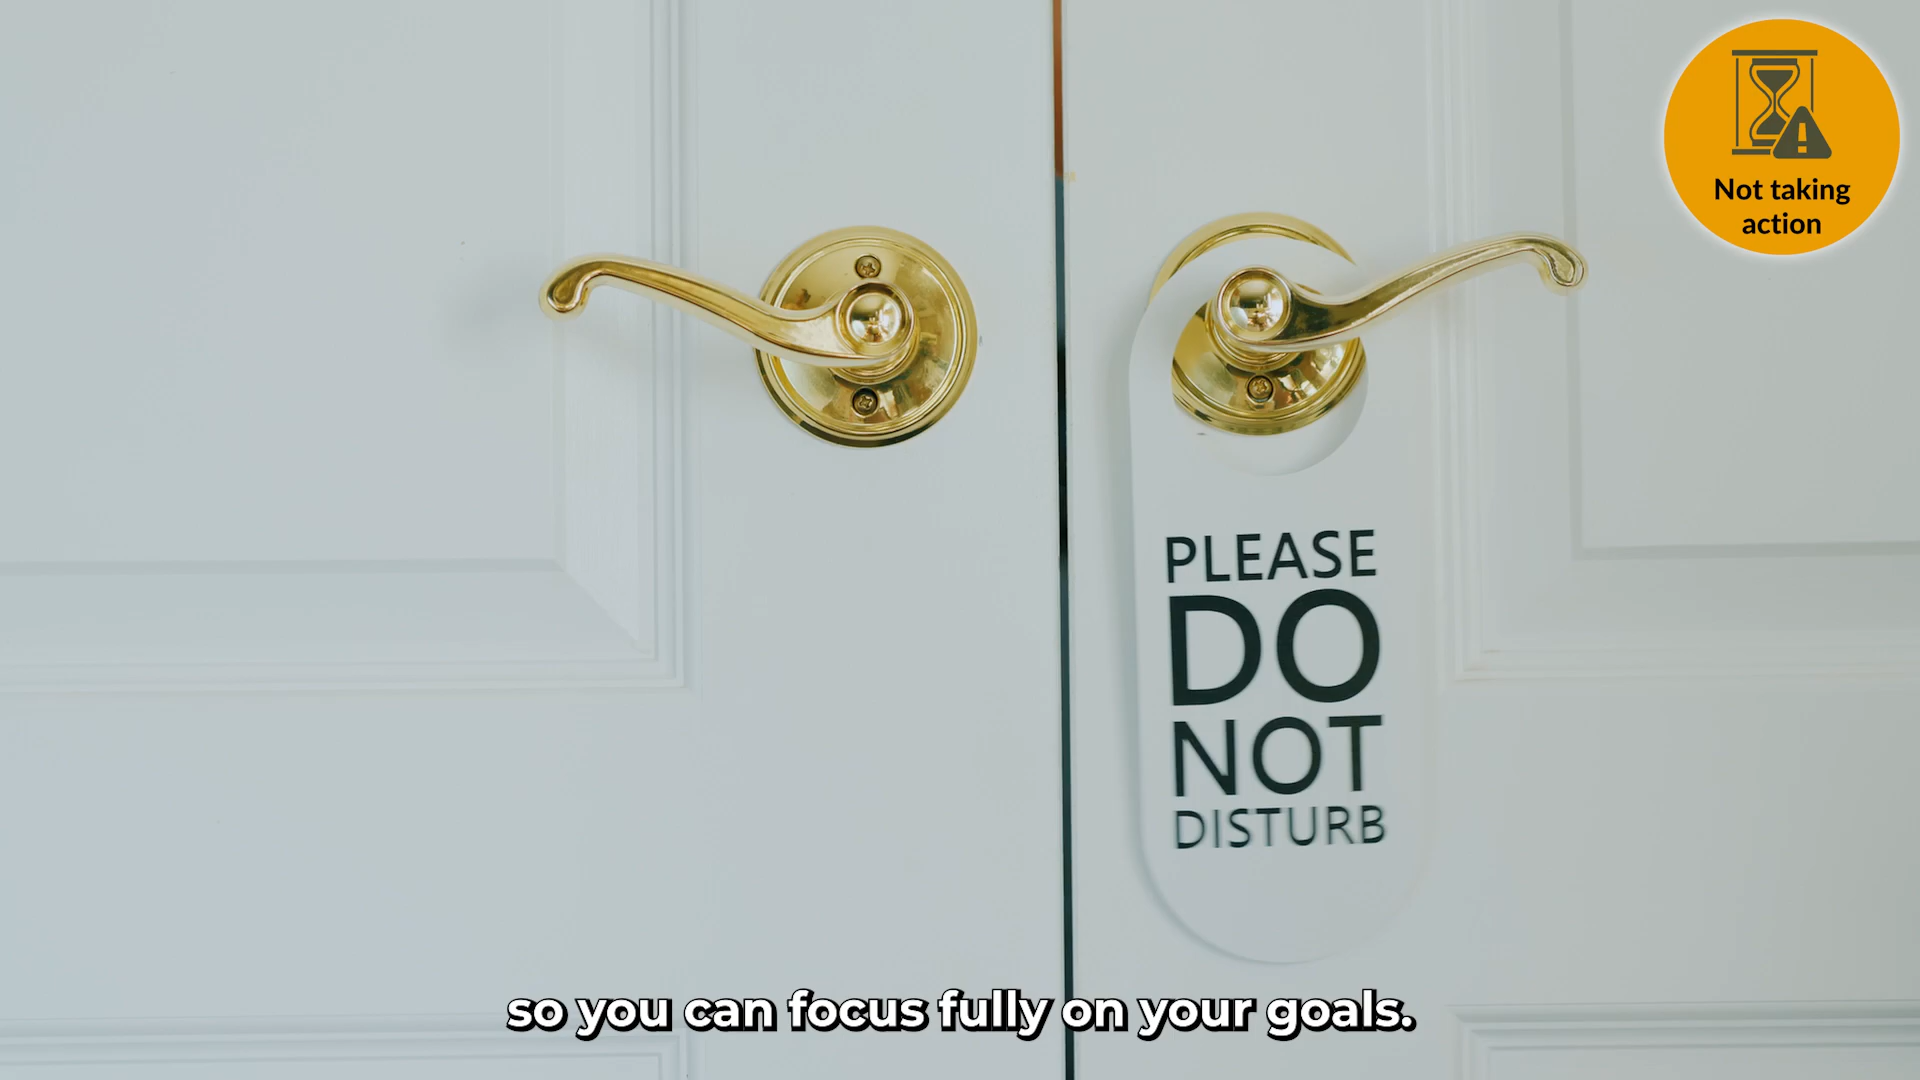 Not taking
action
PLEASE
DO
NOT
DISTURB
so you can focus fully on your goals.